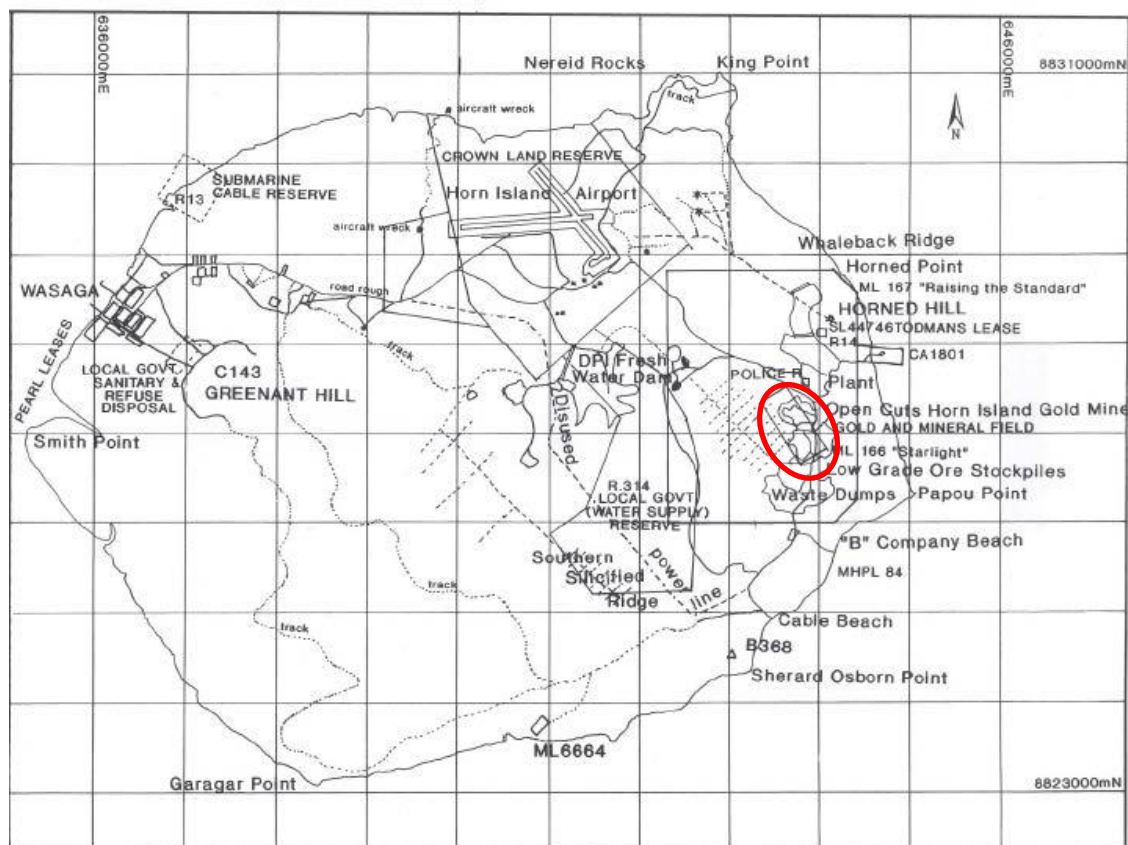 636000mE
646000mE
Nereid Rocks
King Point
8831000mN
track
aircraft wreck
N
CROWN LAND RESERVE
SUBMARINE
CABLE RESERVE
R13
Horn Island
Airport
aircraft wreck
Whaleback Ridge
Horned Point
ML 167 "Raising the Standard"
WASAGA
road rough
HORNED HILL
SL44746TODMANS LEASE
R14
CA1801
PEARL LEASES
LOCAL GOVT
SANITARY &
REFUSE
DISPOSAL
C143
GREENANT HILL
track
DPI Fresh
Water Dam
POLICE R
Plant
Disused
Open Cuts Horn Island Gold Mine
GOLD AND MINERAL FIELD
Smith Point
ML 166 "Starlight"
Low Grade Ore Stockpiles
R.314
LOCAL GOVT
(WATER SUPPLY)
RESERVE
Waste Dumps
Papou Point
"B" Company Beach
Southern
Silicified
Ridge
power
line
MHPL 84
track
track
Cable Beach
B368
Sherard Osborn Point
ML6664
Garagar Point
8823000mN